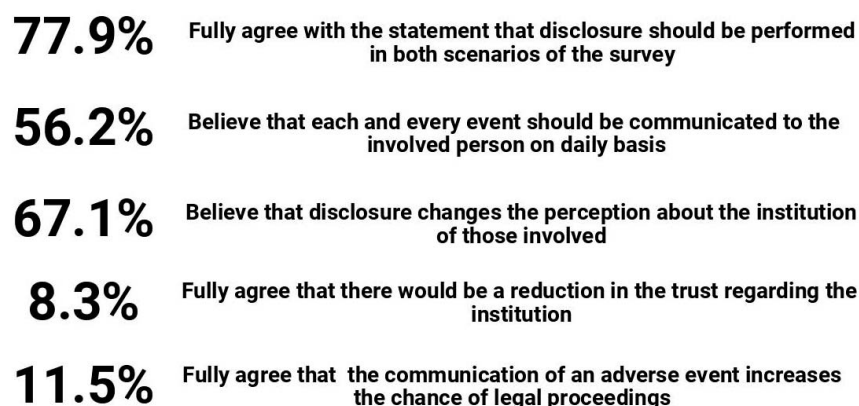 77.9%
Fully agree with the statement that disclosure should be performed
in both scenarios of the survey
56.2%
Believe that each and every event should be communicated to the
involved person on daily basis
67.1%
Believe that disclosure changes the perception about the institution
of those involved
8.3%
Fully agree that there would be a reduction in the trust regarding the
institution
11.5%
Fully agree that  the communication of an adverse event increases
the chance of legal proceedings